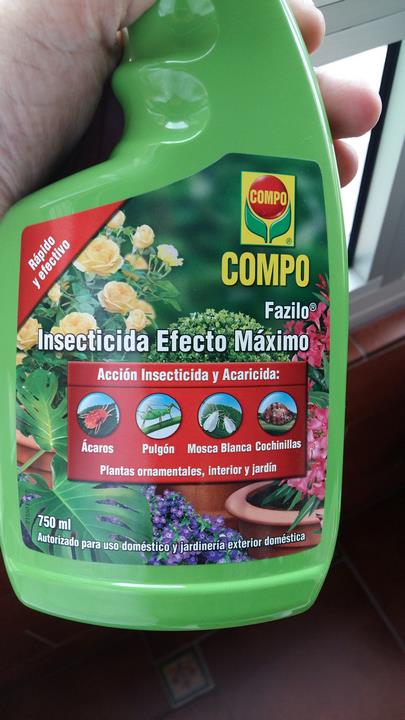 Rápido
y efectivo
COMPO
COMPO
Fazilo®
Insecticida Efecto Máximo
Acción Insecticida y Acaricida:
Ácaros Pulgón Mosca Blanca Cochinillas
Plantas ornamentales, interior y jardín
750 ml
Autorizado para uso doméstico y jardinería exterior doméstica